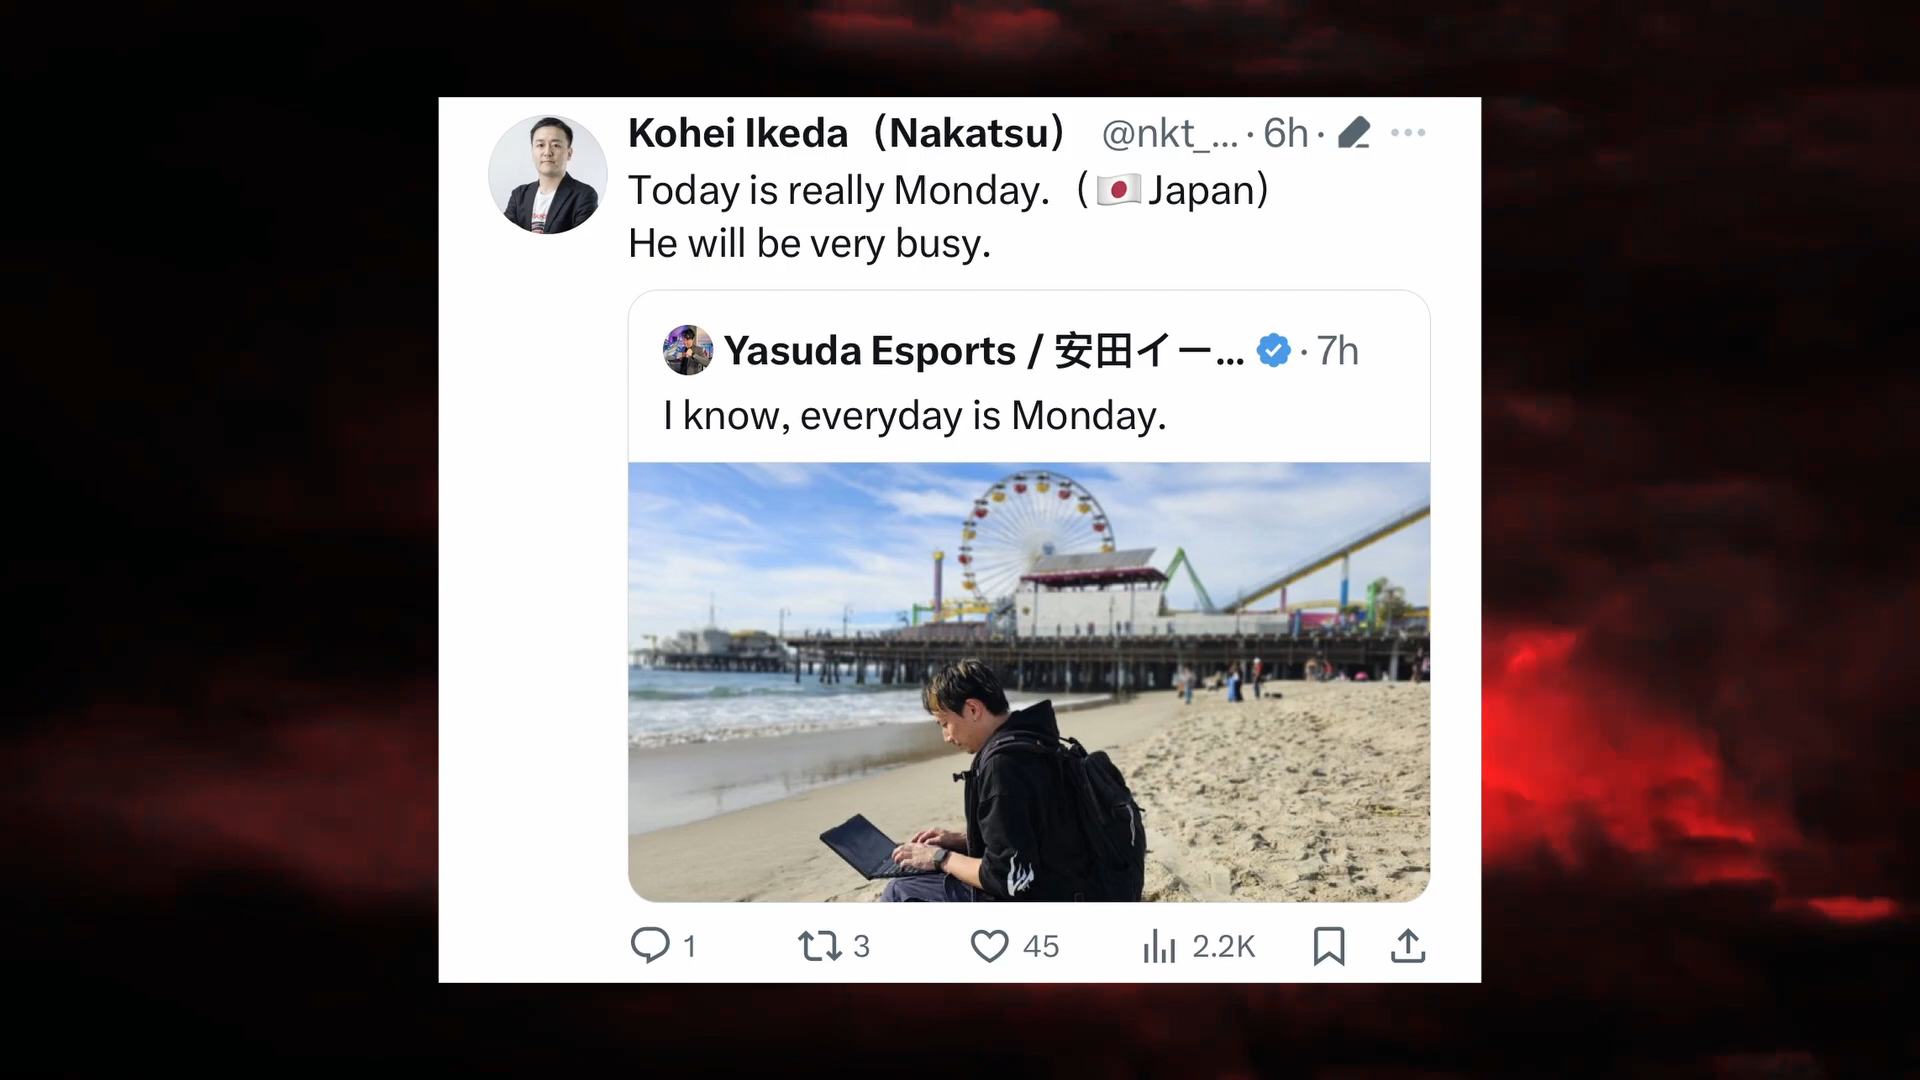 Kohei Ikeda（Nakatsu） @nkt_... · 6h ·
Today is really Monday.（🇯🇵Japan）
He will be very busy.
Yasuda Esports / 安田イー... · 7h
I know, everyday is Monday.
1 3 45 2.2K